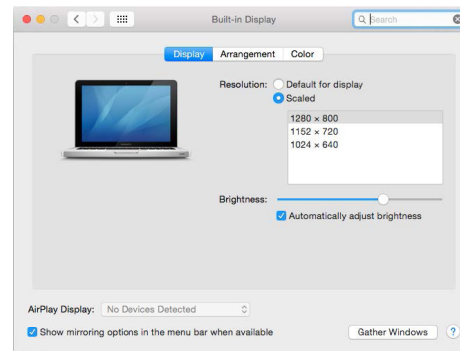 Built-in Display
Search
Display Arrangement Color
Resolution: Default for display
Scaled
1280 × 800
1152 × 720
1024 × 640
Brightness:
Automatically adjust brightness
AirPlay Display: No Devices Detected
Show mirroring options in the menu bar when available
Gather Windows ?